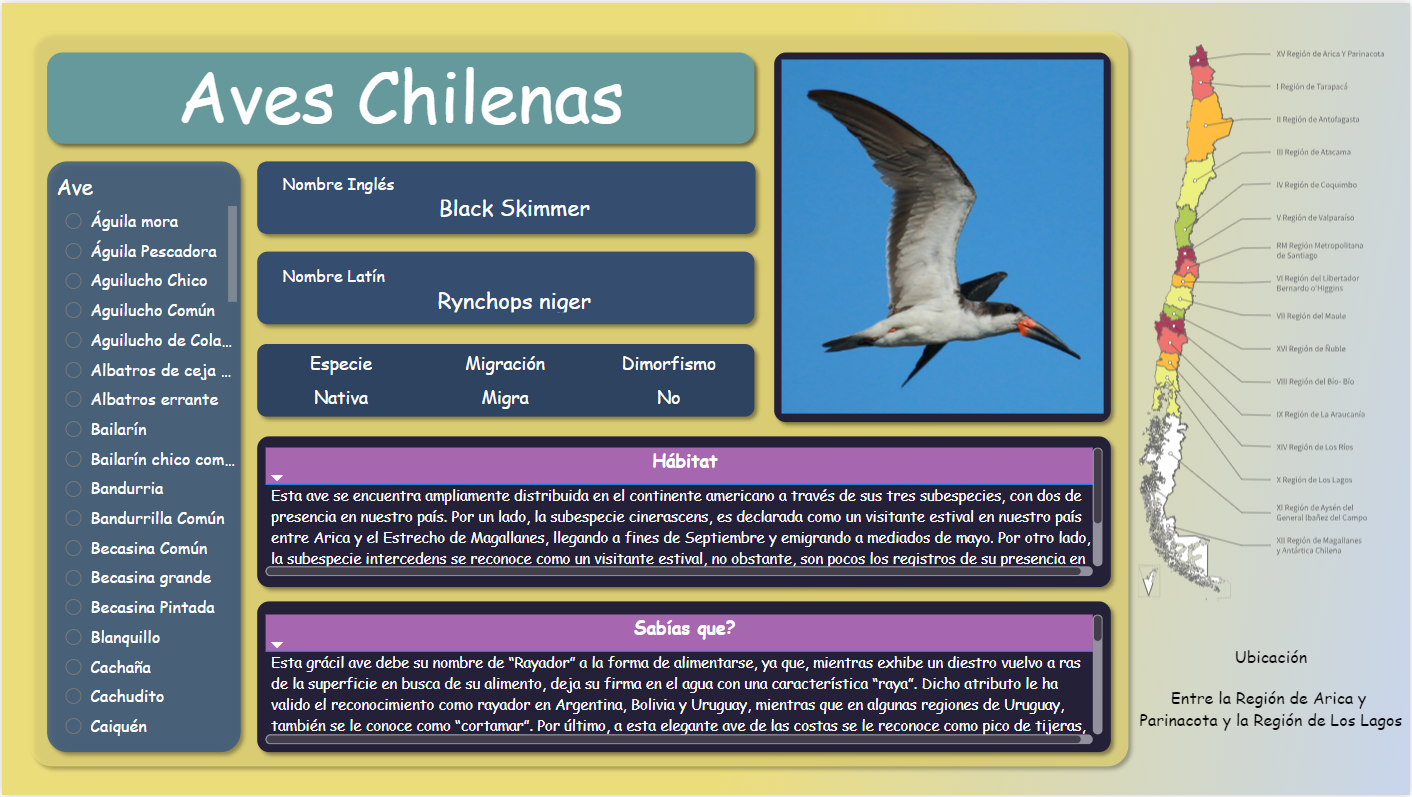 Aves Chilenas
Ave
Águila mora
Águila Pescadora
Aguilucho Chico
Aguilucho Común
Aguilucho de Cola...
Albatros de ceja ...
Albatros errante
Bailarín
Bailarín chico com...
Bandurria
Bandurrilla Común
Becasina Común
Becasina grande
Becasina Pintada
Blanquillo
Cachaña
Cachudito
Caiquén
Nombre Inglés
Black Skimmer
Nombre Latín
Rynchops niger
Especie Migración Dimorfismo
Nativa Migra No
Hábitat
Esta ave se encuentra ampliamente distribuida en el continente americano a través de sus tres subespecies, con dos de
presencia en nuestro país. Por un lado, la subespecie cinerascens, es declarada como un visitante estival en nuestro país
entre Arica y el Estrecho de Magallanes, llegando a fines de Septiembre y emigrando a mediados de mayo. Por otro lado,
la subespecie intercedens se reconoce como un visitante estival, no obstante, son pocos los registros de su presencia en
Sabías que?
Esta grácil ave debe su nombre de “Rayador” a la forma de alimentarse, ya que, mientras exhibe un diestro vuelvo a ras
de la superficie en busca de su alimento, deja su firma en el agua con una característica “raya”. Dicho atributo le ha
valido el reconocimiento como rayador en Argentina, Bolivia y Uruguay, mientras que en algunas regiones de Uruguay,
también se le conoce como “cortamar”. Por último, a esta elegante ave de las costas se le reconoce como pico de tijeras,
XV Región de Arica Y Parinacota
I Región de Tarapacá
II Región de Antofagasta
III Región de Atacama
IV Región de Coquimbo
V Región de Valparaíso
RM Región Metropolitana
de Santiago
VI Región del Libertador
Bernardo o'Higgins
VII Región del Maule
XVI Región de Ñuble
VIII Región del Bío- Bíu
IX Región de La Araucanía
XIV Región de Los Ríos
X Región de Los Lagos
XI Región de Aysén del
General Ibañez del Campo
XII Región de Magallanes
y Antártica Chilena
Ubicación
Entre la Región de Arica y
Parinacota y la Región de Los Lagos